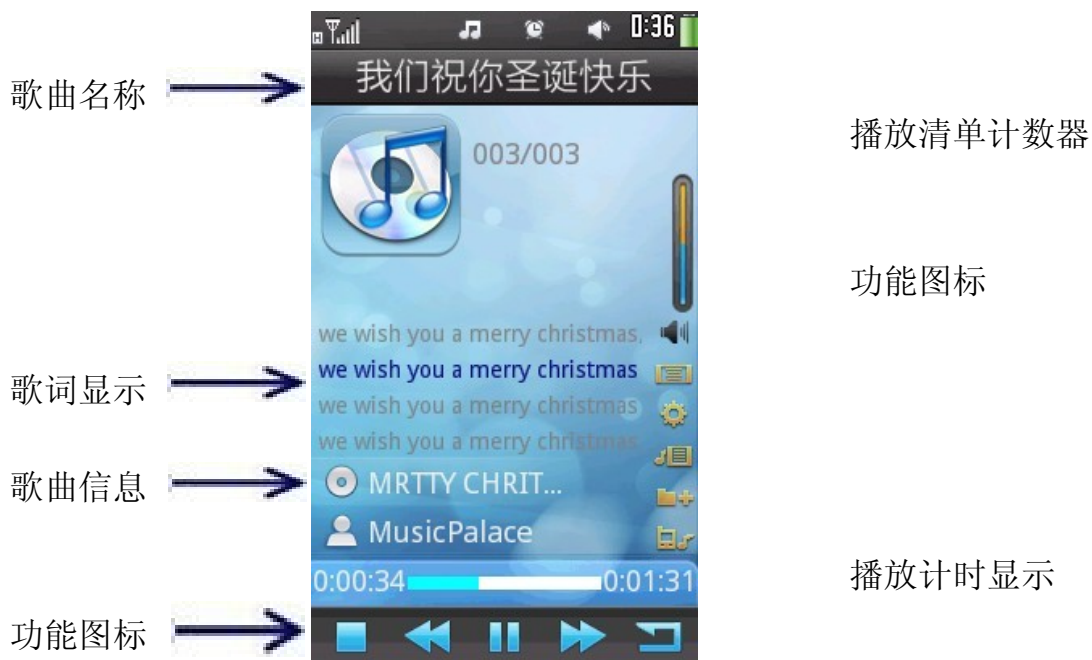 0:36
我们祝你圣诞快乐
歌曲名称
003/003
播放清单计数器
功能图标
we wish you a merry christmas,
we wish you a merry christmas
歌词显示
we wish you a merry christmas
we wish you a merry christmas
歌曲信息
MRTTY CHRIT...
MusicPalace
0:00:34
0:01:31
播放计时显示
功能图标